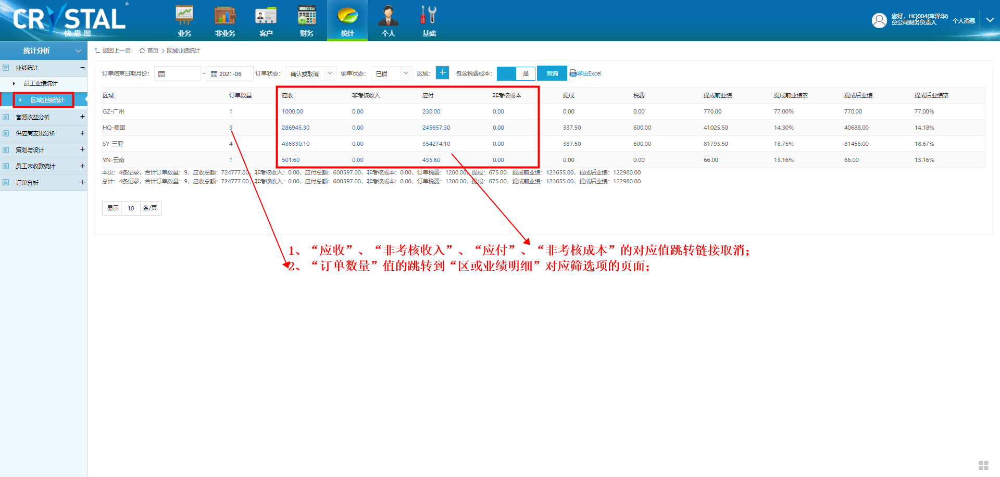 CRYSTAL ®
快思图
业务 非业务 客户 财务 统计 个人 基础
您好，HQ004(李泽华)
总公司财务负责人
个人消息
统计分析
业绩统计
员工业绩统计
区域业绩统计
客源收益分析
供应商支出分析
策划与设计
员工未收款统计
订单分析
返回上一页 首页 > 区域业绩统计
订单结束日期月份： - 2021-06 订单状态： 确认或取消 锁单状态： 已锁 区域： + 包含税费成本： 是 查询 导出Excel
区域 订单数量 应收 非考核收入 应付 非考核成本 提成 税费 提成前业绩 提成前业绩率 提成后业绩 提成后业绩率
GZ-广州 1 1000.00 0.00 230.00 0.00 0.00 0.00 770.00 77.00% 770.00 77.00%
HQ-集团 3 286945.30 0.00 245657.30 0.00 337.50 600.00 41025.50 14.30% 40688.00 14.18%
SY-三亚 4 436330.10 0.00 354274.10 0.00 337.50 600.00 81793.50 18.75% 81456.00 18.67%
YN-云南 1 501.60 0.00 435.60 0.00 0.00 0.00 66.00 13.16% 66.00 13.16%
本页：4条记录，合计订单数量：9，应收总额：724777.00，非考核收入：0.00，应付总额：600597.00，非考核成本：0.00，订单税费：1200.00，提成：675.00，提成前业绩：123655.00，提成后业绩：122980.00
总计：4条记录，合计订单数量：9，应收总额：724777.00，非考核收入：0.00，应付总额：600597.00，非考核成本：0.00，订单税费：1200.00，提成：675.00，提成前业绩：123655.00，提成后业绩：122980.00
显示 10 条/页
1、“应收”、“非考核收入”、“应付”、“非考核成本”的对应值跳转链接取消；
2、“订单数量”值的跳转到“区或业绩明细”对应筛选项的页面；